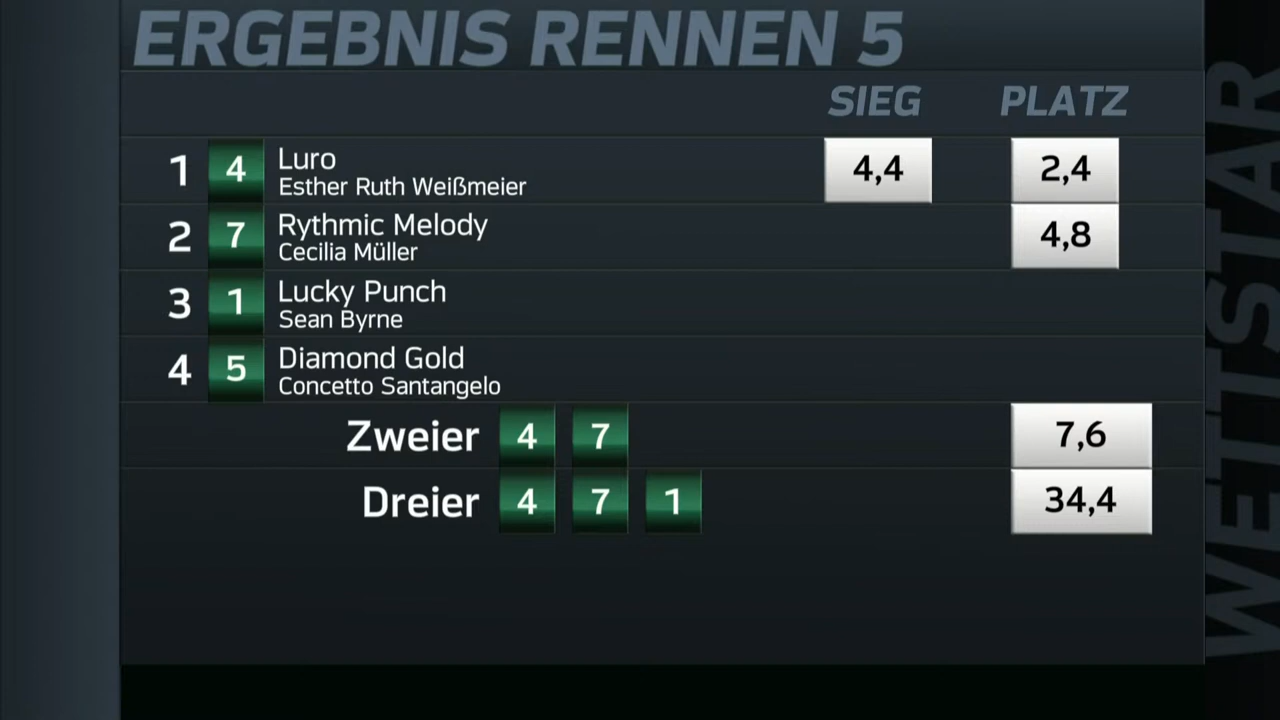 ERGEBNIS RENNEN 5
SIEG PLATZ
1 4 Luro 4,4 2,4
Esther Ruth Weißmeier
2 7 Rythmic Melody 4,8
Cecilia Müller
3 1 Lucky Punch
Sean Byrne
4 5 Diamond Gold
Concetto Santangelo
Zweier 4 7 7,6
Dreier 4 7 1 34,4
WETTSTAR